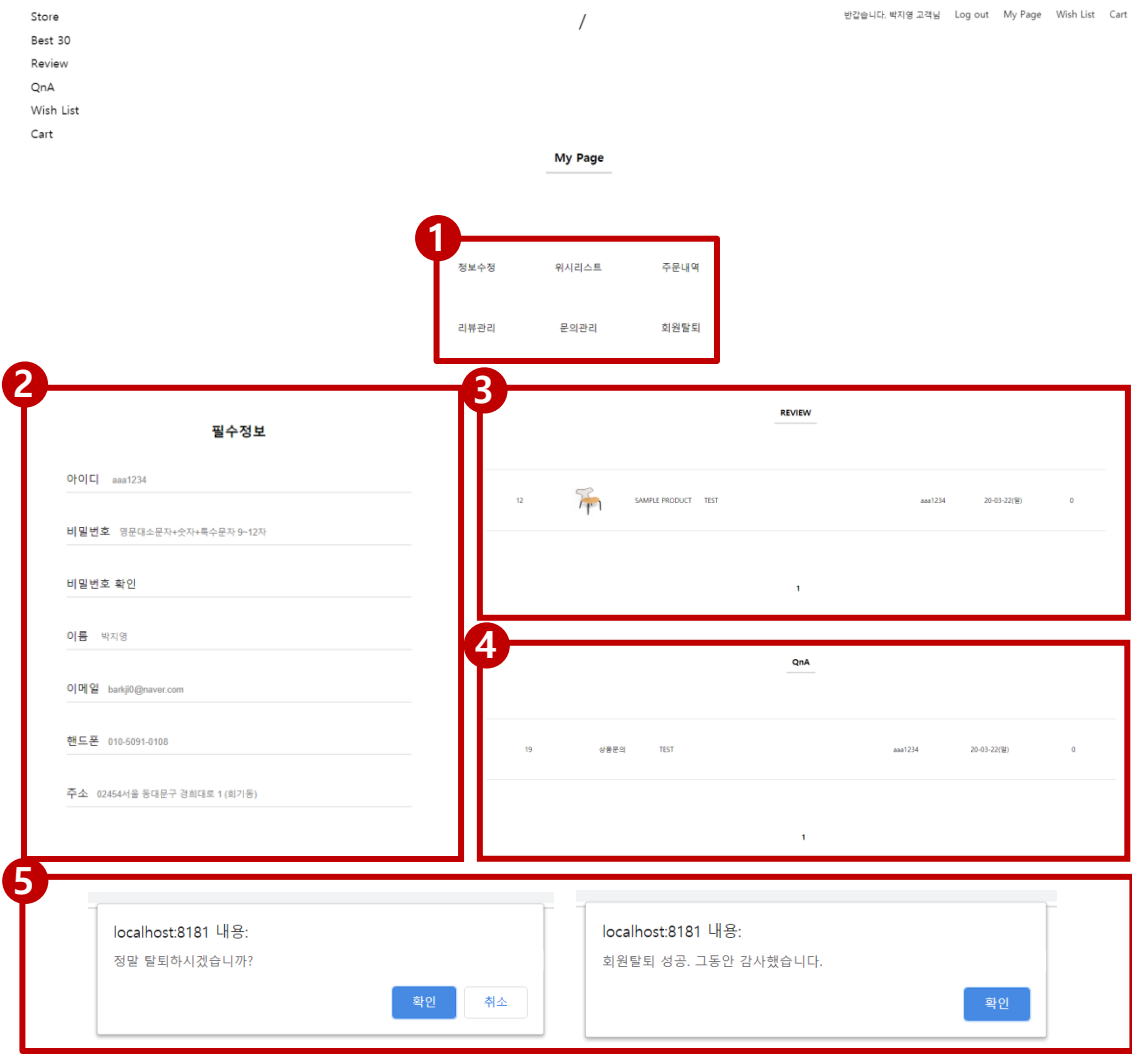 Store
Best 30
Review
QnA
Wish List
Cart
/
반갑습니다. 박지영 고객님 Log out My Page Wish List Cart
My Page
1
정보수정 위시리스트 주문내역
리뷰관리 문의관리 회원탈퇴
2
필수정보
아이디 aaa1234
비밀번호 영문대소문자+숫자+특수문자 9~12자
비밀번호 확인
이름 박지영
이메일 barkji0@naver.com
핸드폰 010-5091-0108
주소 02454서울 동대문구 경희대로 1 (회기동)
3
REVIEW
12 SAMPLE PRODUCT TEST aaa1234 20-03-22(일) 0
1
4
QnA
19 상품문의 TEST aaa1234 20-03-22(일) 0
1
5
localhost:8181 내용:
정말 탈퇴하시겠습니까?
확인 취소
localhost:8181 내용:
회원탈퇴 성공. 그동안 감사했습니다.
확인